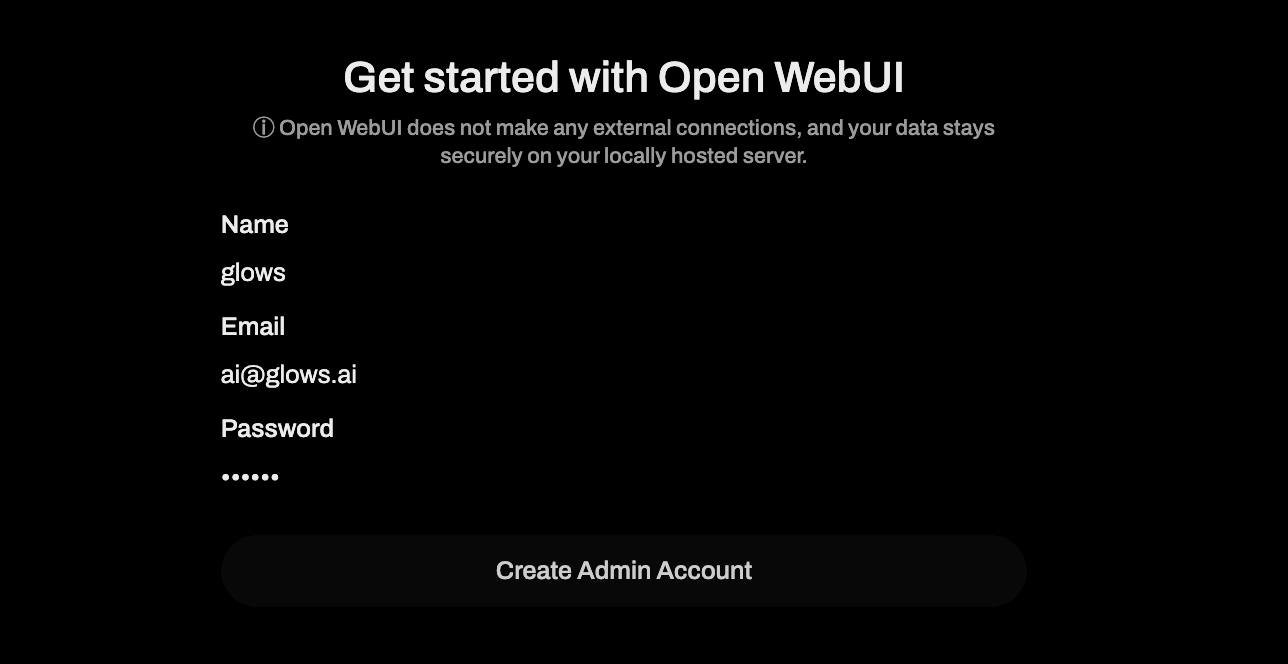 Get started with Open WebUI
ⓘ Open WebUI does not make any external connections, and your data stays
securely on your locally hosted server.
Name
glows
Email
ai@glows.ai
Password
••••••
Create Admin Account